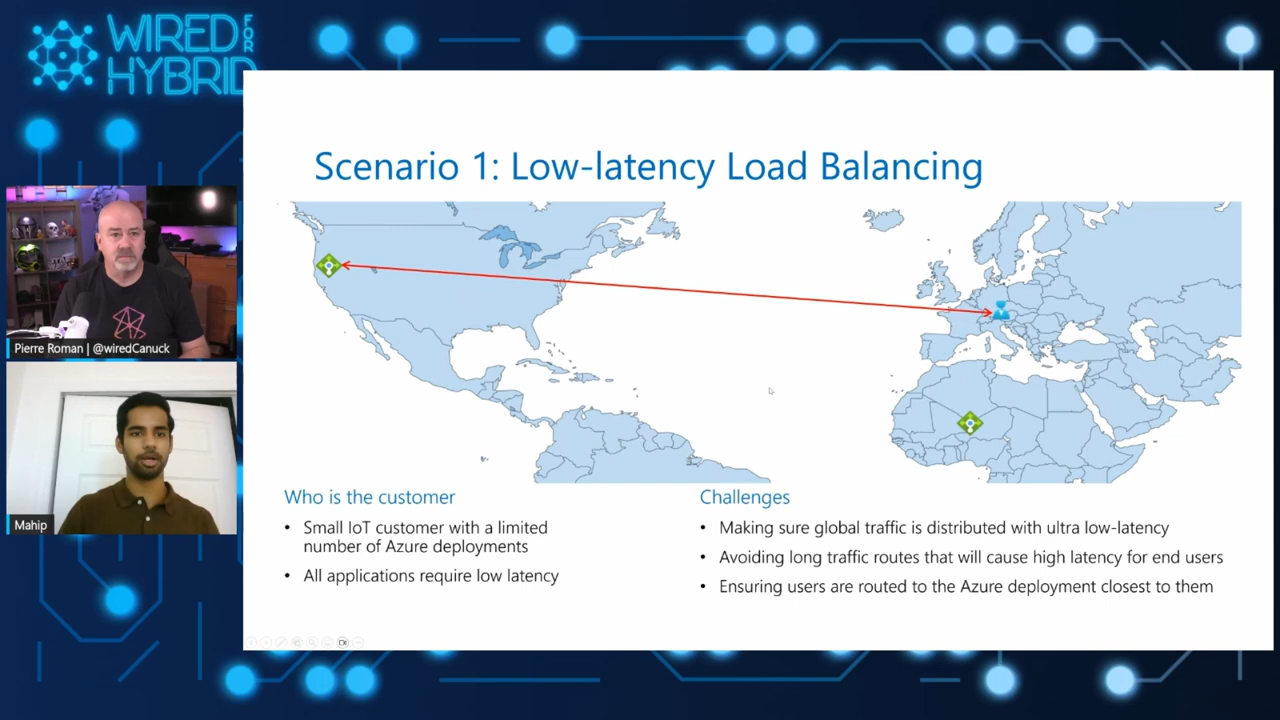 WIRED FOR
HYBRID
Scenario 1: Low-latency Load Balancing
Pierre Roman | @wiredCanuck
Mahip
Who is the customer
• Small IoT customer with a limited
number of Azure deployments
• All applications require low latency
Challenges
• Making sure global traffic is distributed with ultra low-latency
• Avoiding long traffic routes that will cause high latency for end users
• Ensuring users are routed to the Azure deployment closest to them